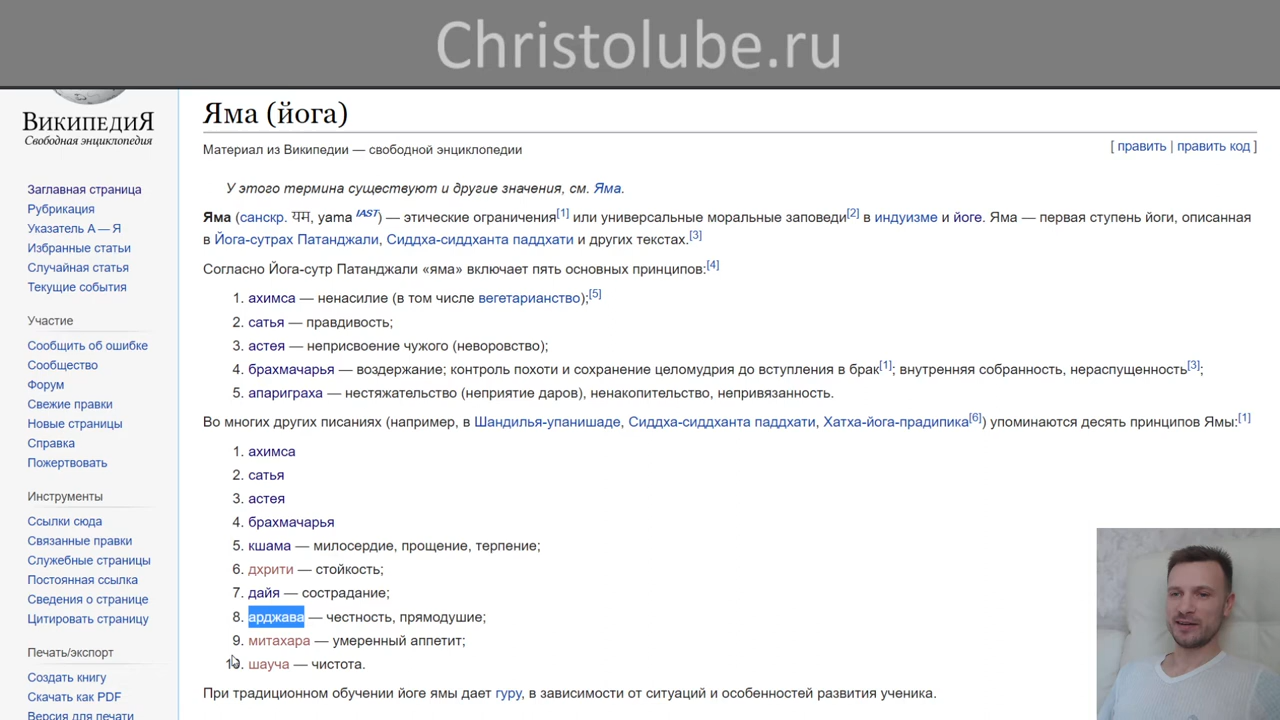 Christolube.ru
ВИКИПЕДИЯ
Свободная энциклопедия
Заглавная страница
Рубрикация
Указатель А — Я
Избранные статьи
Случайная статья
Текущие события
Участие
Сообщить об ошибке
Сообщество
Форум
Свежие правки
Новые страницы
Справка
Пожертвовать
Инструменты
Ссылки сюда
Связанные правки
Служебные страницы
Постоянная ссылка
Сведения о странице
Цитировать страницу
Печать/экспорт
Создать книгу
Скачать как PDF
Версия для печати
Яма (йога)
[ править | править код ]
Материал из Википедии — свободной энциклопедии
У этого термина существуют и другие значения, см. Яма.
Яма (санскр. यम, yama IAST) — этические ограничения[1] или универсальные моральные заповеди[2] в индуизме и йоге. Яма — первая ступень йоги, описанная
в Йога-сутрах Патанджали, Сиддха-сиддханта паддхати и других текстах.[3]
Согласно Йога-сутр Патанджали «яма» включает пять основных принципов:[4]
1. ахимса — ненасилие (в том числе вегетарианство);[5]
2. сатья — правдивость;
3. астея — неприсвоение чужого (неворовство);
4. брахмачарья — воздержание; контроль похоти и сохранение целомудрия до вступления в брак[1]; внутренняя собранность, нераспущенность[3];
5. апариграха — нестяжательство (неприятие даров), ненакопительство, непривязанность.
Во многих других писаниях (например, в Шандилья-упанишаде, Сиддха-сиддханта паддхати, Хатха-йога-прадипика[6]) упоминаются десять принципов Ямы:[1]
1. ахимса
2. сатья
3. астея
4. брахмачарья
5. кшама — милосердие, прощение, терпение;
6. дхрити — стойкость;
7. дайя — сострадание;
8. арджава — честность, прямодушие;
9. митахара — умеренный аппетит;
10. шауча — чистота.
При традиционном обучении йоге ямы дает гуру, в зависимости от ситуаций и особенностей развития ученика.